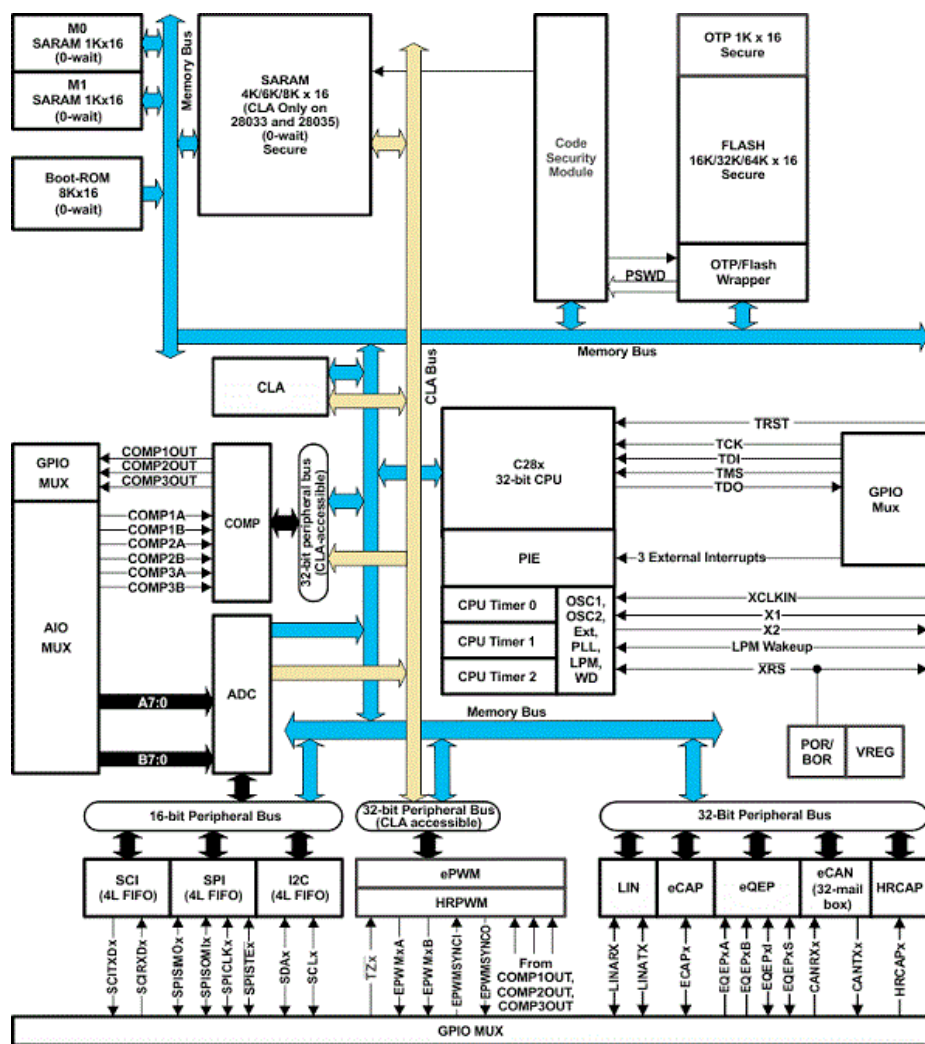 M0
SARAM 1Kx16
(0-wait)
M1
SARAM 1Kx16
(0-wait)
Boot-ROM
8Kx16
(0-wait)
Memory Bus
SARAM
4K/6K/8K x 16
(CLA Only on
28033 and 28035)
(0-wait)
Secure
Code
Security
Module
OTP 1K x 16
Secure
FLASH
16K/32K/64K x 16
Secure
OTP/Flash
Wrapper
PSWD
Memory Bus
CLA Bus
CLA
C28x
32-bit CPU
PIE
CPU Timer 0
CPU Timer 1
CPU Timer 2
OSC1,
OSC2,
Ext,
PLL,
LPM,
WD
TRST
TCK
TDI
TMS
TDO
GPIO
Mux
3 External Interrupts
XCLKIN
X1
X2
LPM Wakeup
XRS
POR/
BOR
VREG
GPIO
MUX
COMP1OUT
COMP2OUT
COMP3OUT
COMP
32-bit peripheral bus
(CLA-accessible)
AIO
MUX
COMP1A
COMP1B
COMP2A
COMP2B
COMP3A
COMP3B
ADC
A7:0
B7:0
Memory Bus
16-bit Peripheral Bus
32-bit Peripheral Bus
(CLA accessible)
32-Bit Peripheral Bus
SCI
(4L FIFO)
SPI
(4L FIFO)
I2C
(4L FIFO)
ePWM
HRPWM
LIN
eCAP
eQEP
eCAN
(32-mail
box)
HRCAP
SCITXDx
SCIRXDx
SPISIMOx
SPISOMIx
SPICLKx
SPISTEx
SDAx
SCLx
TZx
EPWMxA
EPWMxB
EPWMSYNCI
EPWMSYNCO
From
COMP1OUT,
COMP2OUT,
COMP3OUT
LINARX
LINATX
ECAPx
EQEPxA
EQEPxB
EQEPxI
EQEPxS
CANRXx
CANTXx
HRCAPx
GPIO MUX